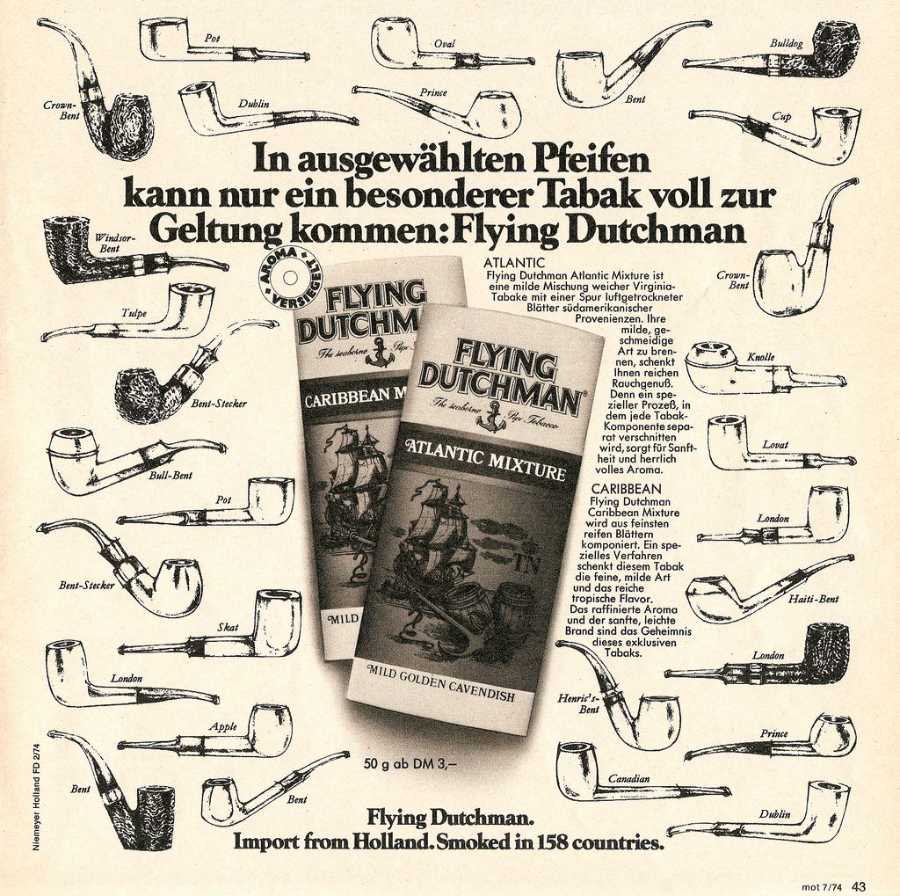 Pot
Oval
Bulldog
Crown-
Bent
Dublin
Prince
Bent
Cup
In ausgewählten Pfeifen
kann nur ein besonderer Tabak voll zur
Geltung kommen: Flying Dutchman
Windsor-
Bent
AROMA
VERSIEGELT
ATLANTIC
Flying Dutchman Atlantic Mixture ist
eine milde Mischung weicher Virginia-
Tabake mit einer Spur luftgetrockneter
Blätter südamerikanischer
Provenienzen. Ihre
milde, ge-
schmeidige
Art zu bren-
nen, schenkt
Ihnen reichen
Rauchgenuß.
Denn ein spe-
zieller Prozeß, in
dem jede Tabak-
Komponente sepa-
rat verschnitten
wird, sorgt für Sanft-
heit und herrlich
volles Aroma.
CARIBBEAN
Flying Dutchman
Caribbean Mixture
wird aus feinsten
reifen Blättern
komponiert. Ein spe-
zielles Verfahren
schenkt diesem Tabak
die feine, milde Art
und das reiche
tropische Flavor.
Das raffinierte Aroma
und der sanfte, leichte
Brand sind das Geheimnis
dieses exklusiven
Tabaks.
Crown-
Bent
Tulpe
Bent-Stecker
Bull-Bent
Pot
Bent-Stecker
Skat
London
Apple
Bent
Bent
Knolle
Lovat
London
Haiti-Bent
London
Henric's-
Bent
Prince
Canadian
Dublin
FLYING
DUTCHM
The seaborne Pipe
CARIBBEAN M
MILD
FLYING
DUTCHMAN®
The seaborne Pipe Tobacco
ATLANTIC MIXTURE
MILD GOLDEN CAVENDISH
50 g ab DM 3,–
Flying Dutchman.
Import from Holland. Smoked in 158 countries.
Niemeyer Holland FD 2/74
mot 7/74 43